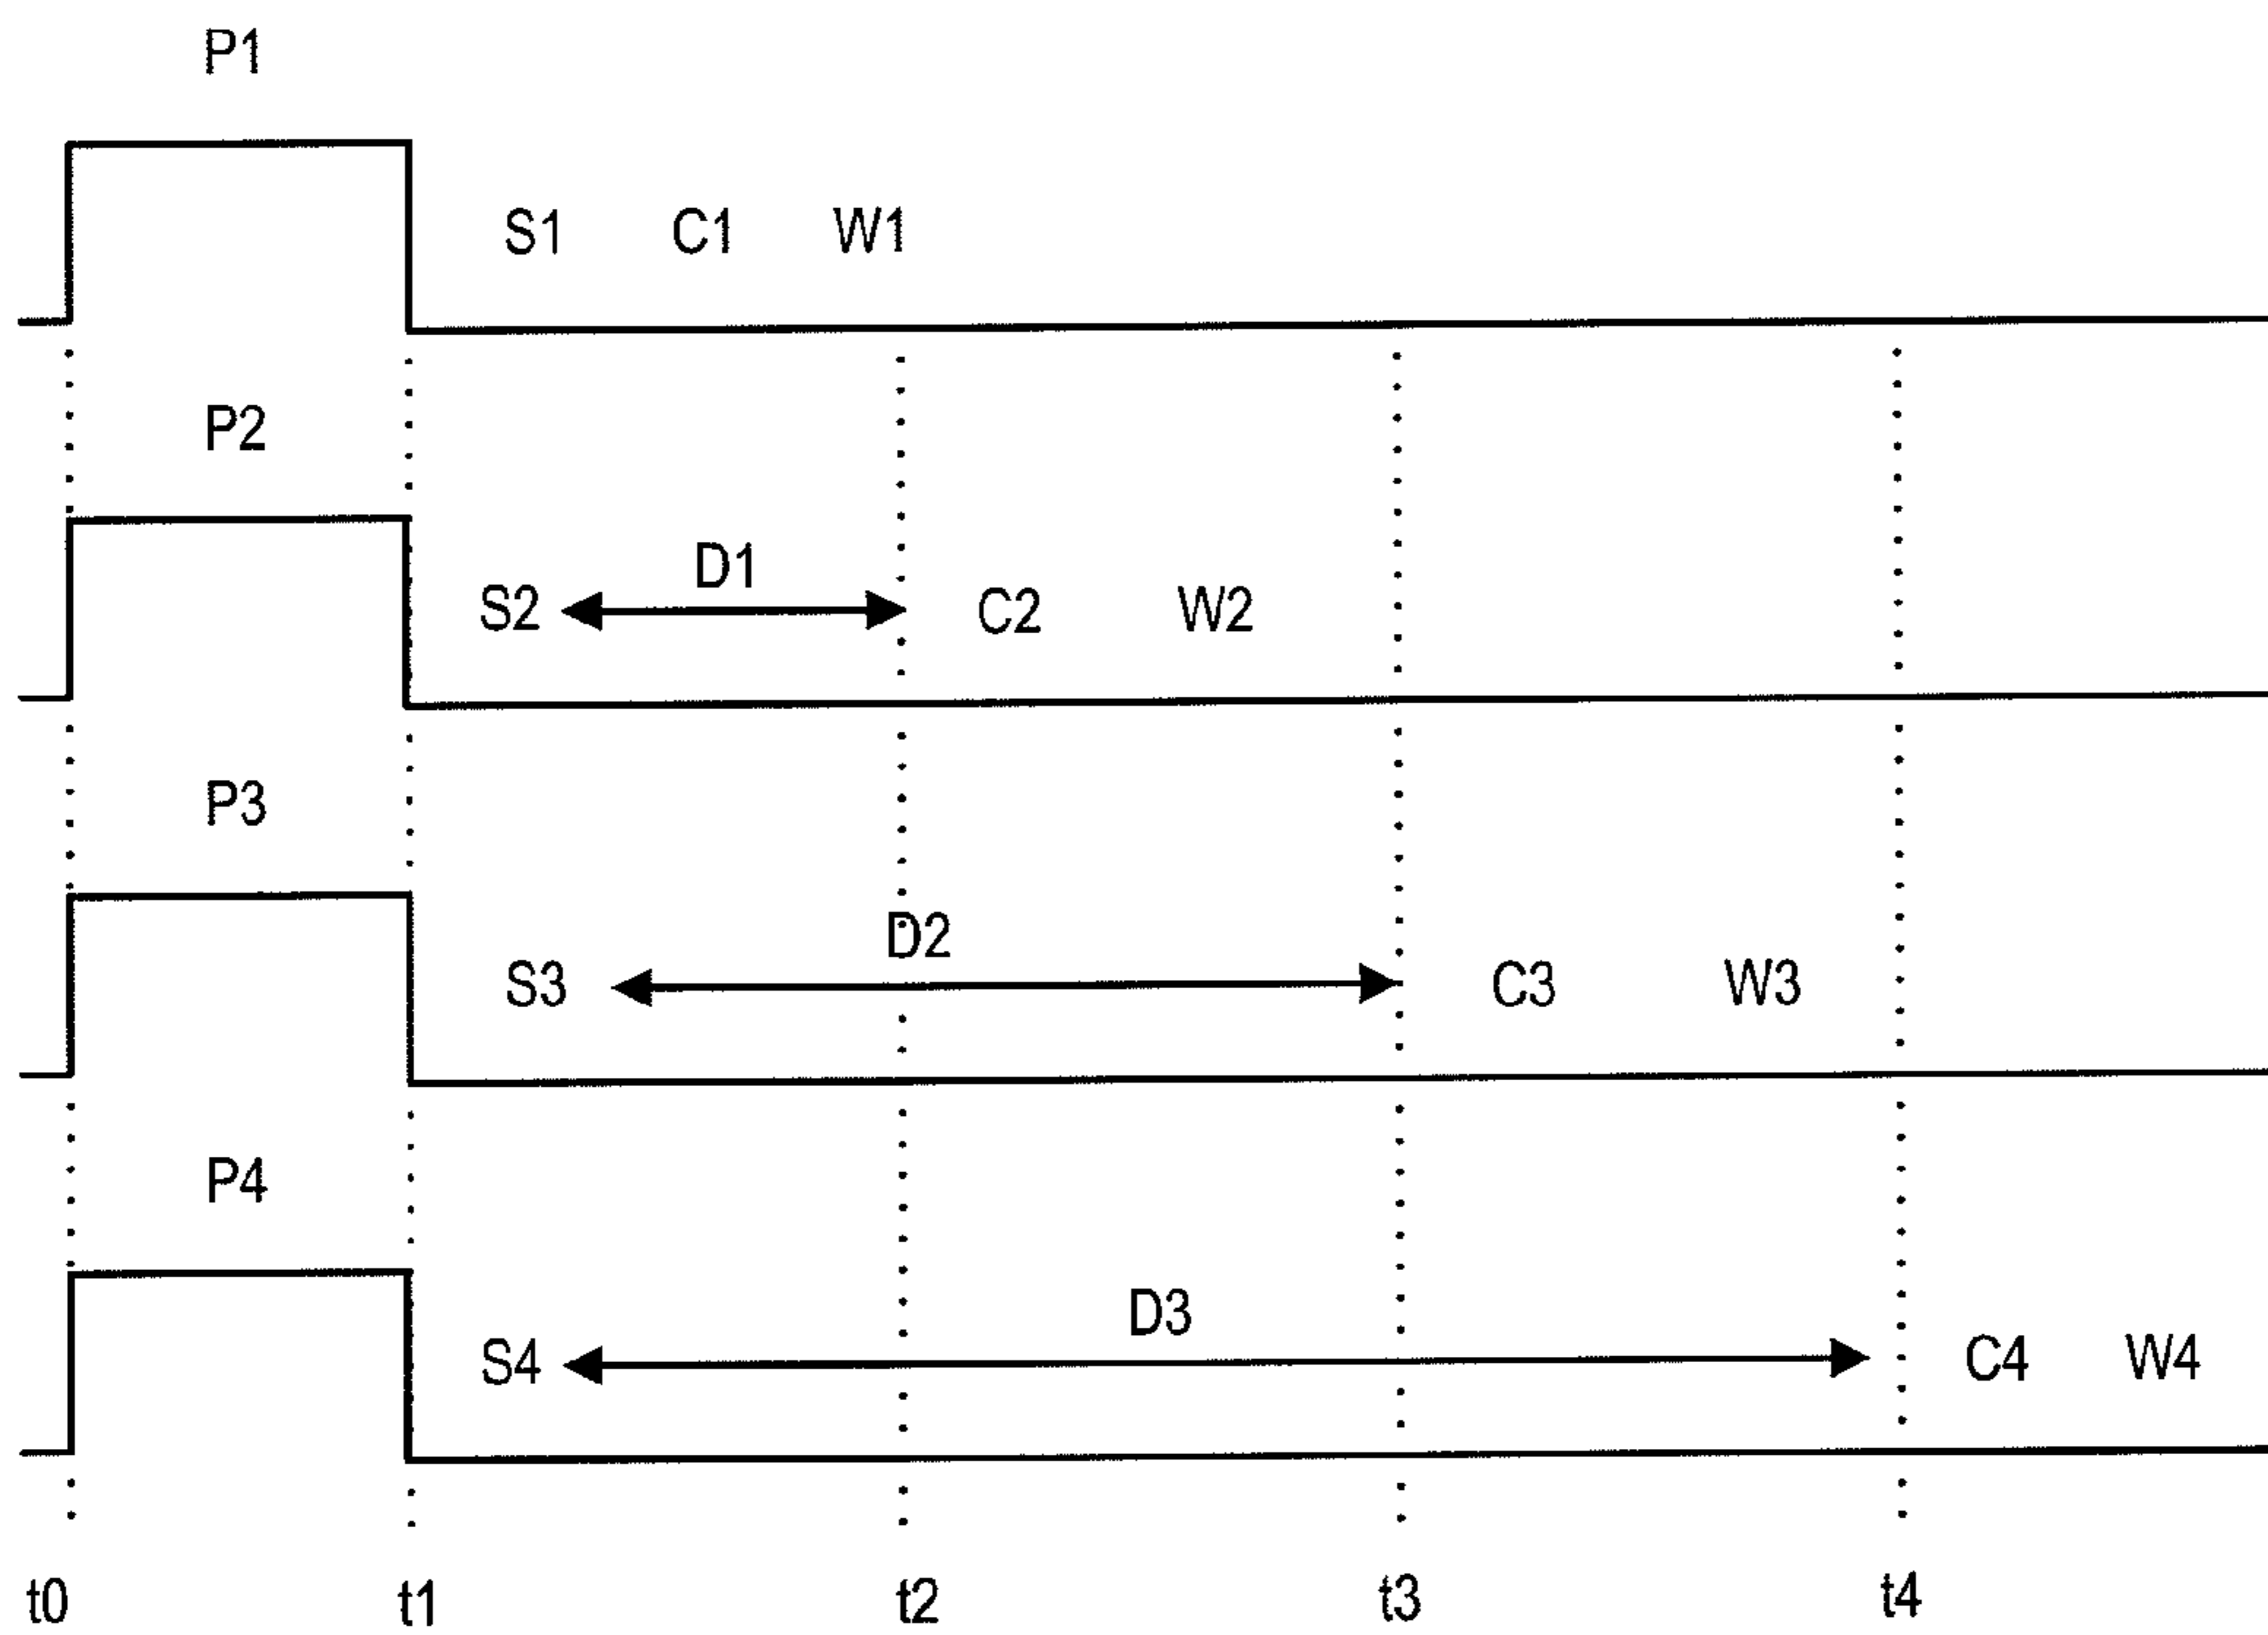 P1
S1 C1 W1
P2
D1
S2 C2 W2
P3
D2
S3 C3 W3
P4
D3
S4 C4 W4
t0 t1 t2 t3 t4